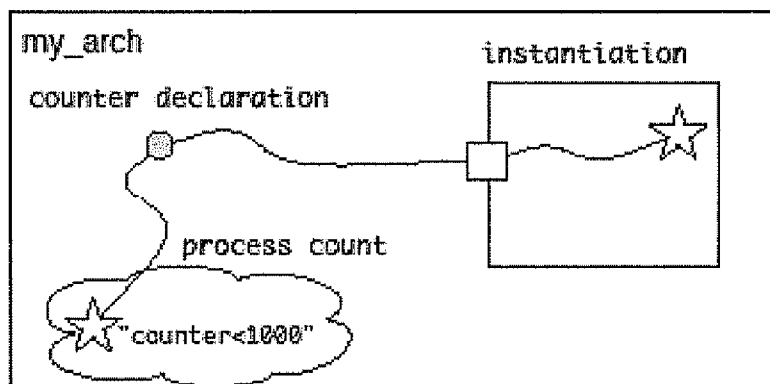 my_arch
instantiation
counter declaration
process count
"counter<1000"